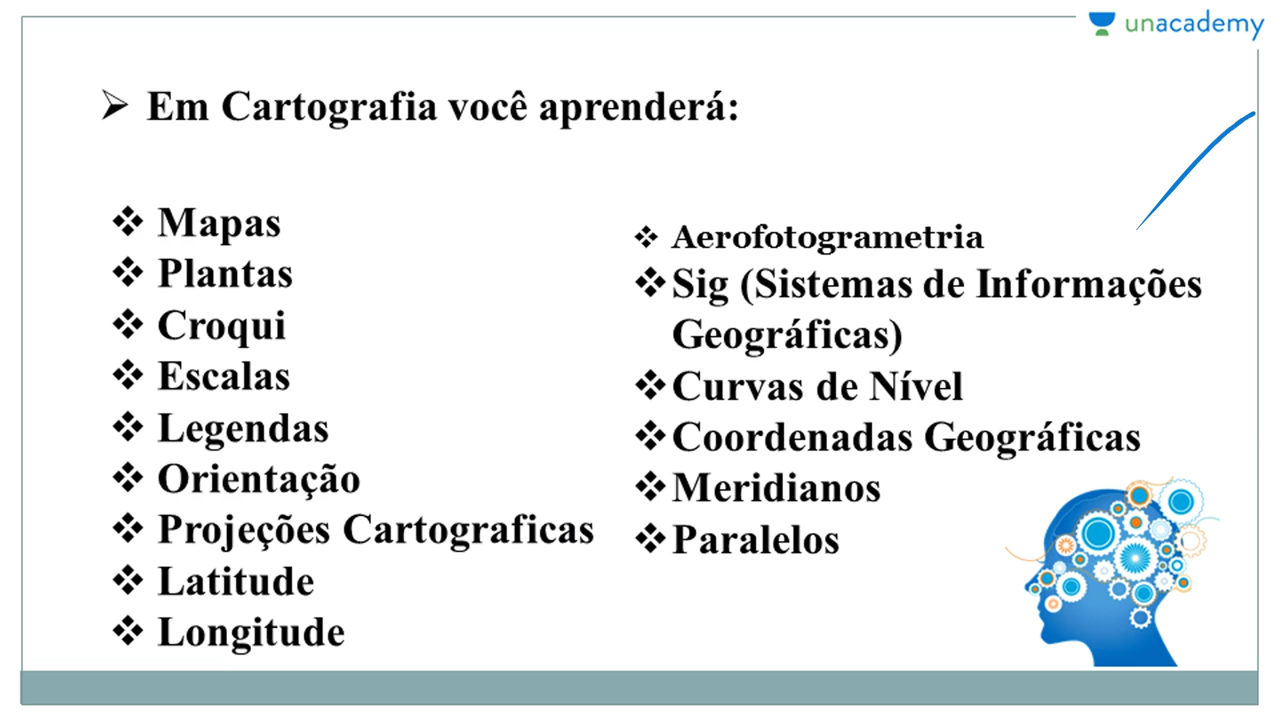 unacademy
Em Cartografia você aprenderá:
Mapas
Plantas
Croqui
Escalas
Legendas
Orientação
Projeções Cartograficas
Latitude
Longitude
Aerofotogrametria
Sig (Sistemas de Informações
Geográficas)
Curvas de Nível
Coordenadas Geográficas
Meridianos
Paralelos